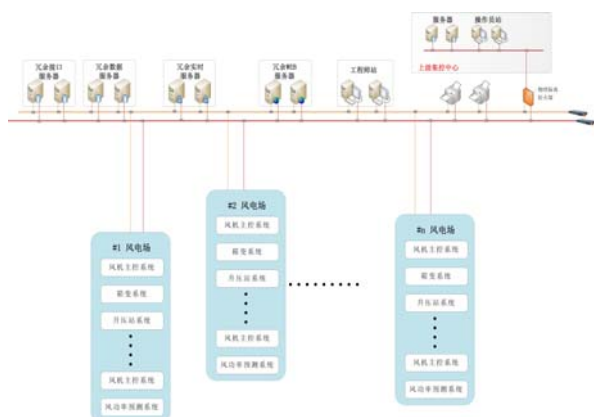 服务器
操作员站
上级集控中心
冗余接口
服务器
冗余数据
服务器
冗余实时
服务器
冗余WEB
服务器
工程师站
#1 风电场
风机主控系统
箱变系统
升压站系统
风机主控系统
风功率预测系统
#2 风电场
风机主控系统
箱变系统
升压站系统
风机主控系统
风功率预测系统
#n 风电场
风机主控系统
箱变系统
升压站系统
风机主控系统
风功率预测系统